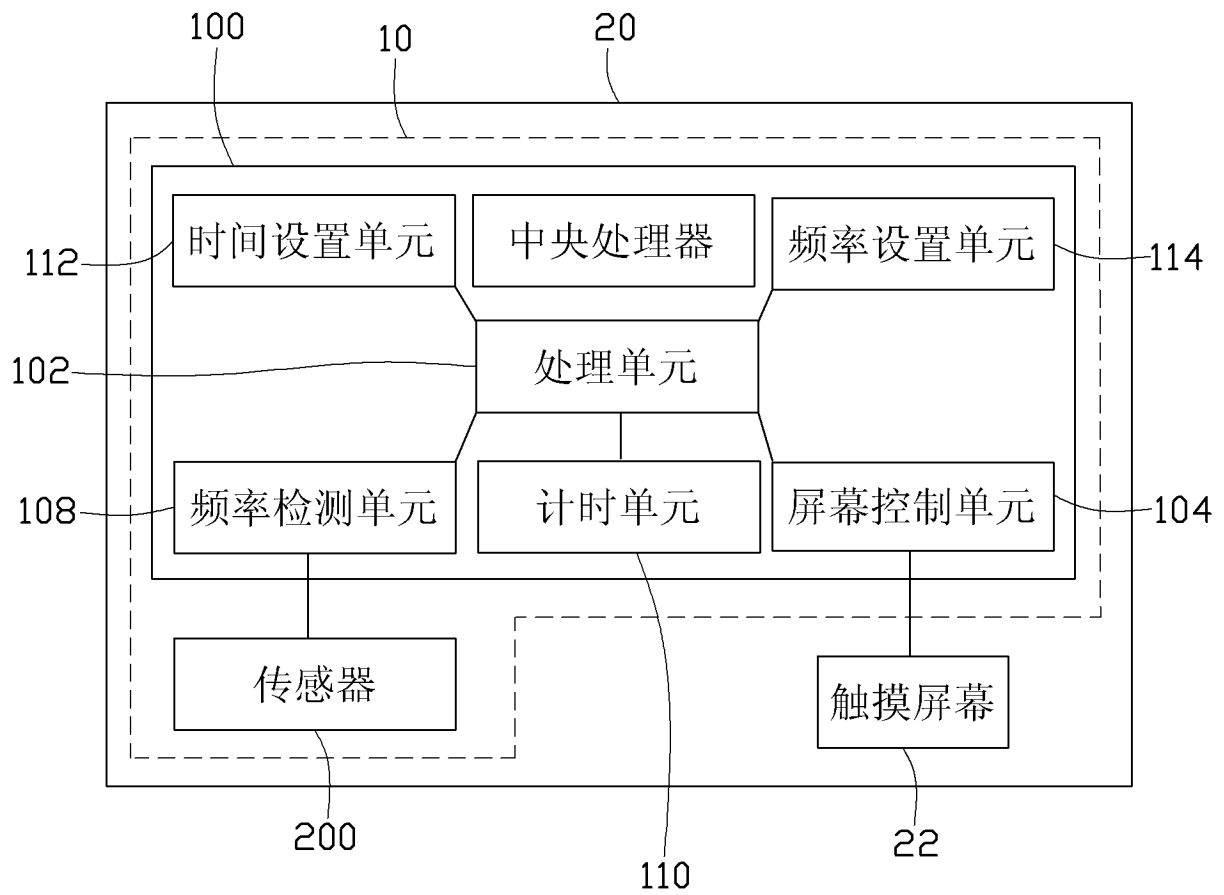 100
10
20
时间设置单元
中央处理器
频率设置单元
112
114
102
处理单元
108
频率检测单元
计时单元
屏幕控制单元
104
传感器
触摸屏幕
200
110
22